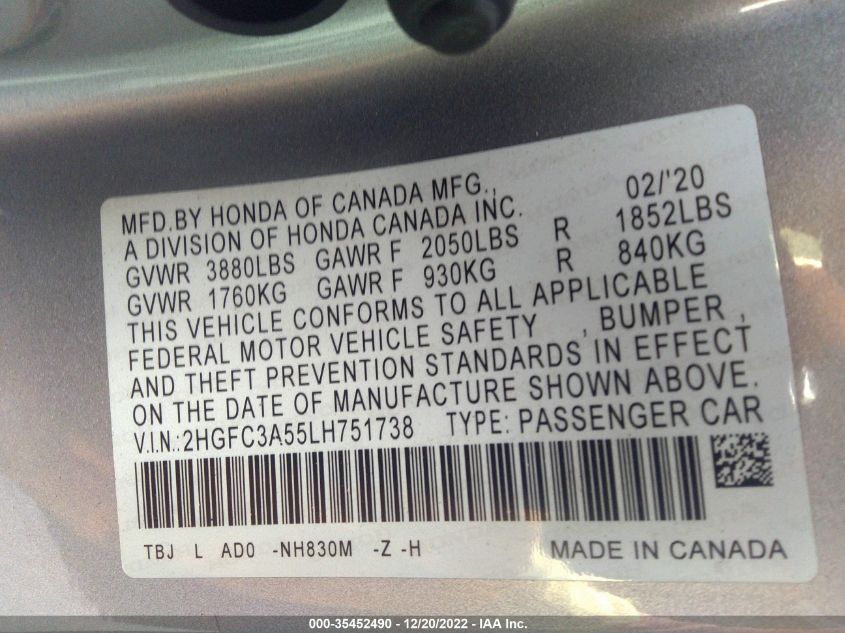 MFD.BY HONDA OF CANADA MFG., 02/'20
A DIVISION OF HONDA CANADA INC.
GVWR 3880LBS GAWR F 2050LBS R 1852LBS
GVWR 1760KG GAWR F 930KG R 840KG
THIS VEHICLE CONFORMS TO ALL APPLICABLE
FEDERAL MOTOR VEHICLE SAFETY , BUMPER ,
AND THEFT PREVENTION STANDARDS IN EFFECT
ON THE DATE OF MANUFACTURE SHOWN ABOVE.
V.I.N.:2HGFC3A55LH751738 TYPE: PASSENGER CAR
TBJ L AD0 -NH830M -Z -H MADE IN CANADA
000-35452490 - 12/20/2022 - IAA Inc.